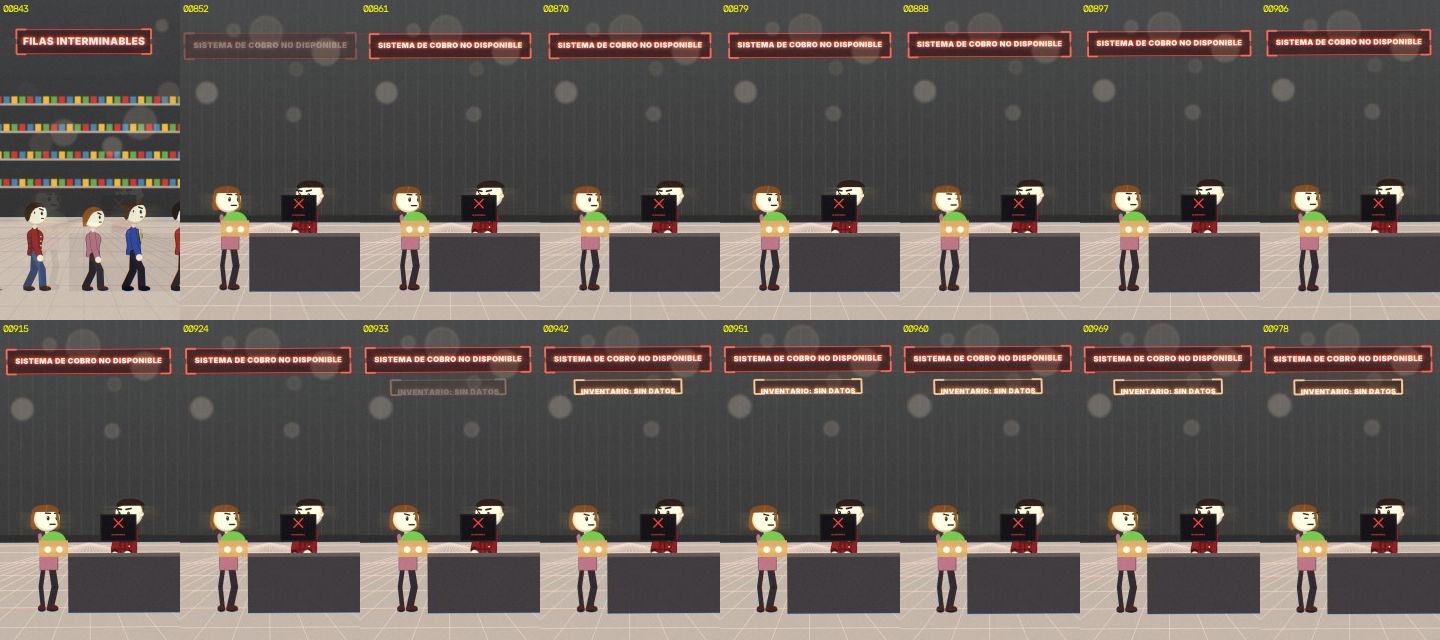 00843
FILAS INTERMINABLES
00852
SISTEMA DE COBRO NO DISPONIBLE
00861
SISTEMA DE COBRO NO DISPONIBLE
00870
SISTEMA DE COBRO NO DISPONIBLE
00879
SISTEMA DE COBRO NO DISPONIBLE
00888
SISTEMA DE COBRO NO DISPONIBLE
00897
SISTEMA DE COBRO NO DISPONIBLE
00906
SISTEMA DE COBRO NO DISPONIBLE
00915
SISTEMA DE COBRO NO DISPONIBLE
00924
SISTEMA DE COBRO NO DISPONIBLE
00933
SISTEMA DE COBRO NO DISPONIBLE
INVENTARIO: SIN DATOS
00942
SISTEMA DE COBRO NO DISPONIBLE
INVENTARIO: SIN DATOS
00951
SISTEMA DE COBRO NO DISPONIBLE
INVENTARIO: SIN DATOS
00960
SISTEMA DE COBRO NO DISPONIBLE
INVENTARIO: SIN DATOS
00969
SISTEMA DE COBRO NO DISPONIBLE
INVENTARIO: SIN DATOS
00978
SISTEMA DE COBRO NO DISPONIBLE
INVENTARIO: SIN DATOS